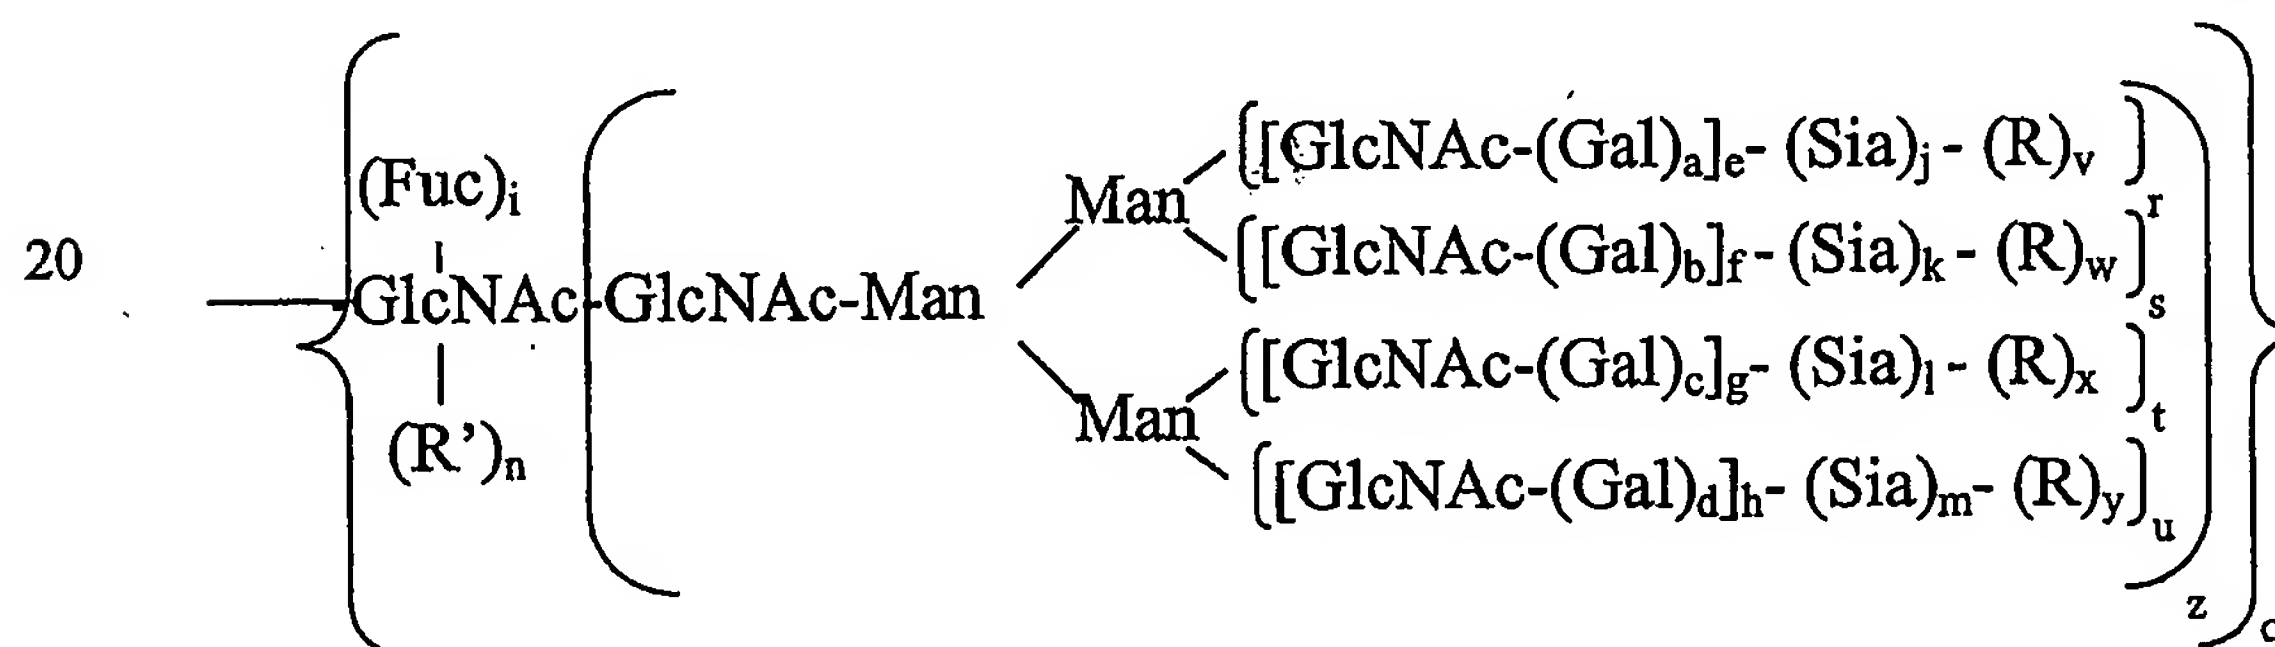 {[GlcNAc-(Gal)a]e- (Sia)j - (R)v }r
(Fuc)i
Man
{[GlcNAc-(Gal)b]f - (Sia)k - (R)w}s
20
GlcNAc-(GlcNAc-Man
{[GlcNAc-(Gal)c]g- (Sia)l - (R)x }t
Man
(R’)n
{[GlcNAc-(Gal)d]h- (Sia)m- (R)y}u
)z